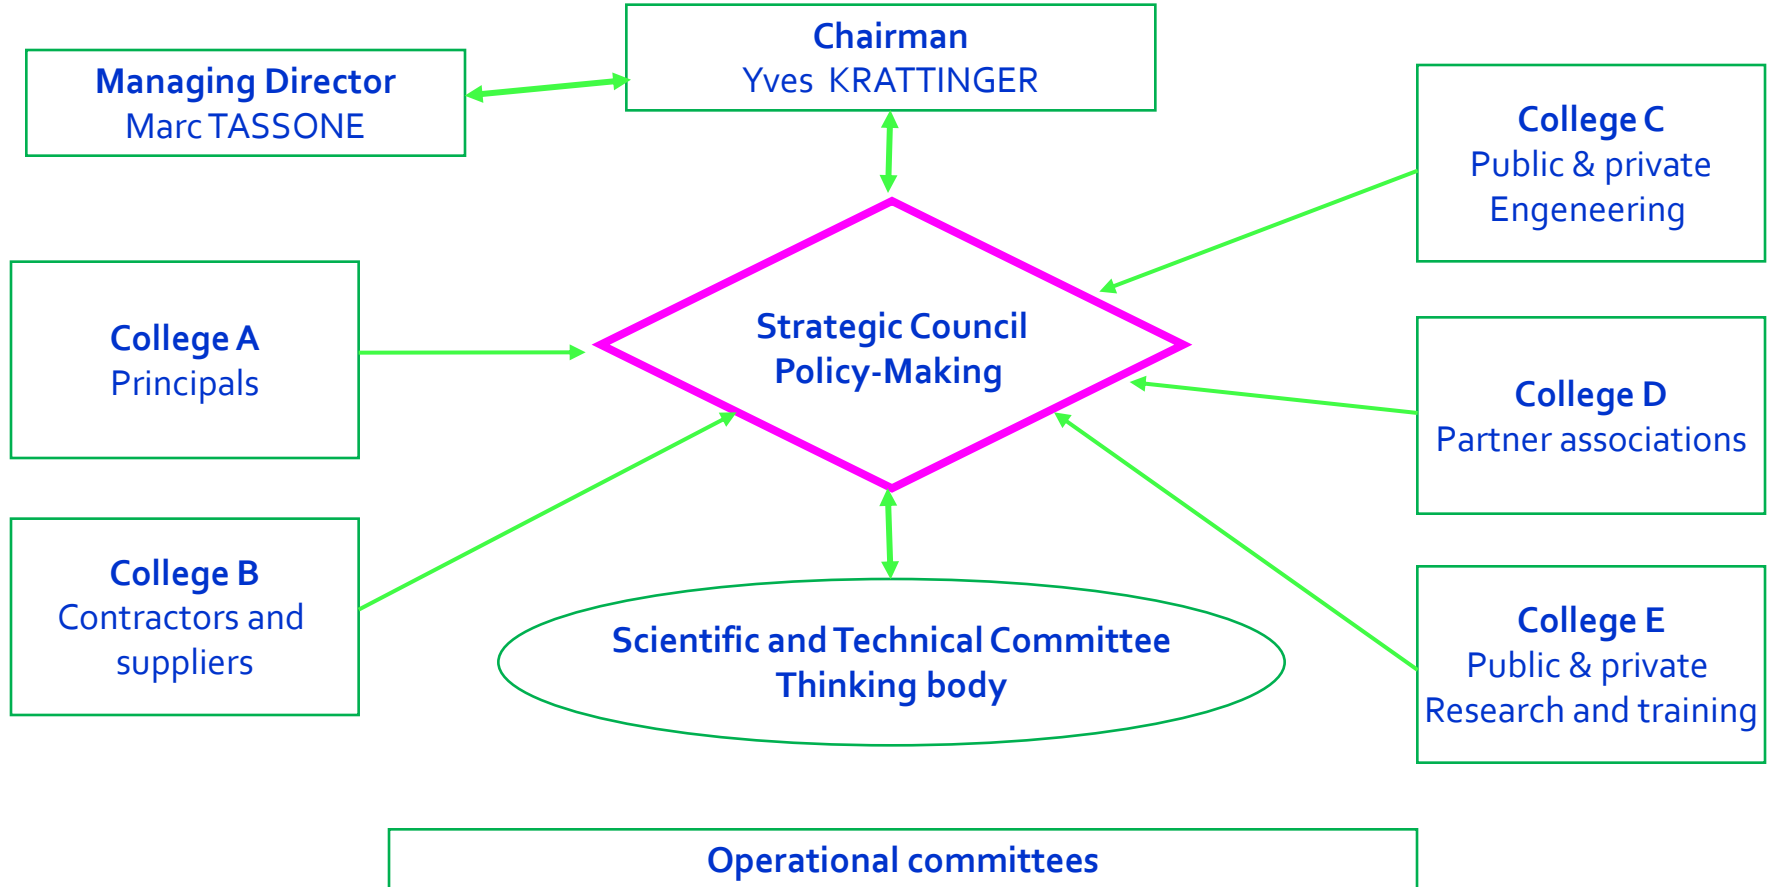 Chairman
Yves KRATTINGER
Managing Director
Marc TASSONE
College C
Public & private
Engeneering
College A
Principals
Strategic Council
Policy-Making
College D
Partner associations
College B
Contractors and
suppliers
Scientific and Technical Committee
Thinking body
College E
Public & private
Research and training
Operational committees